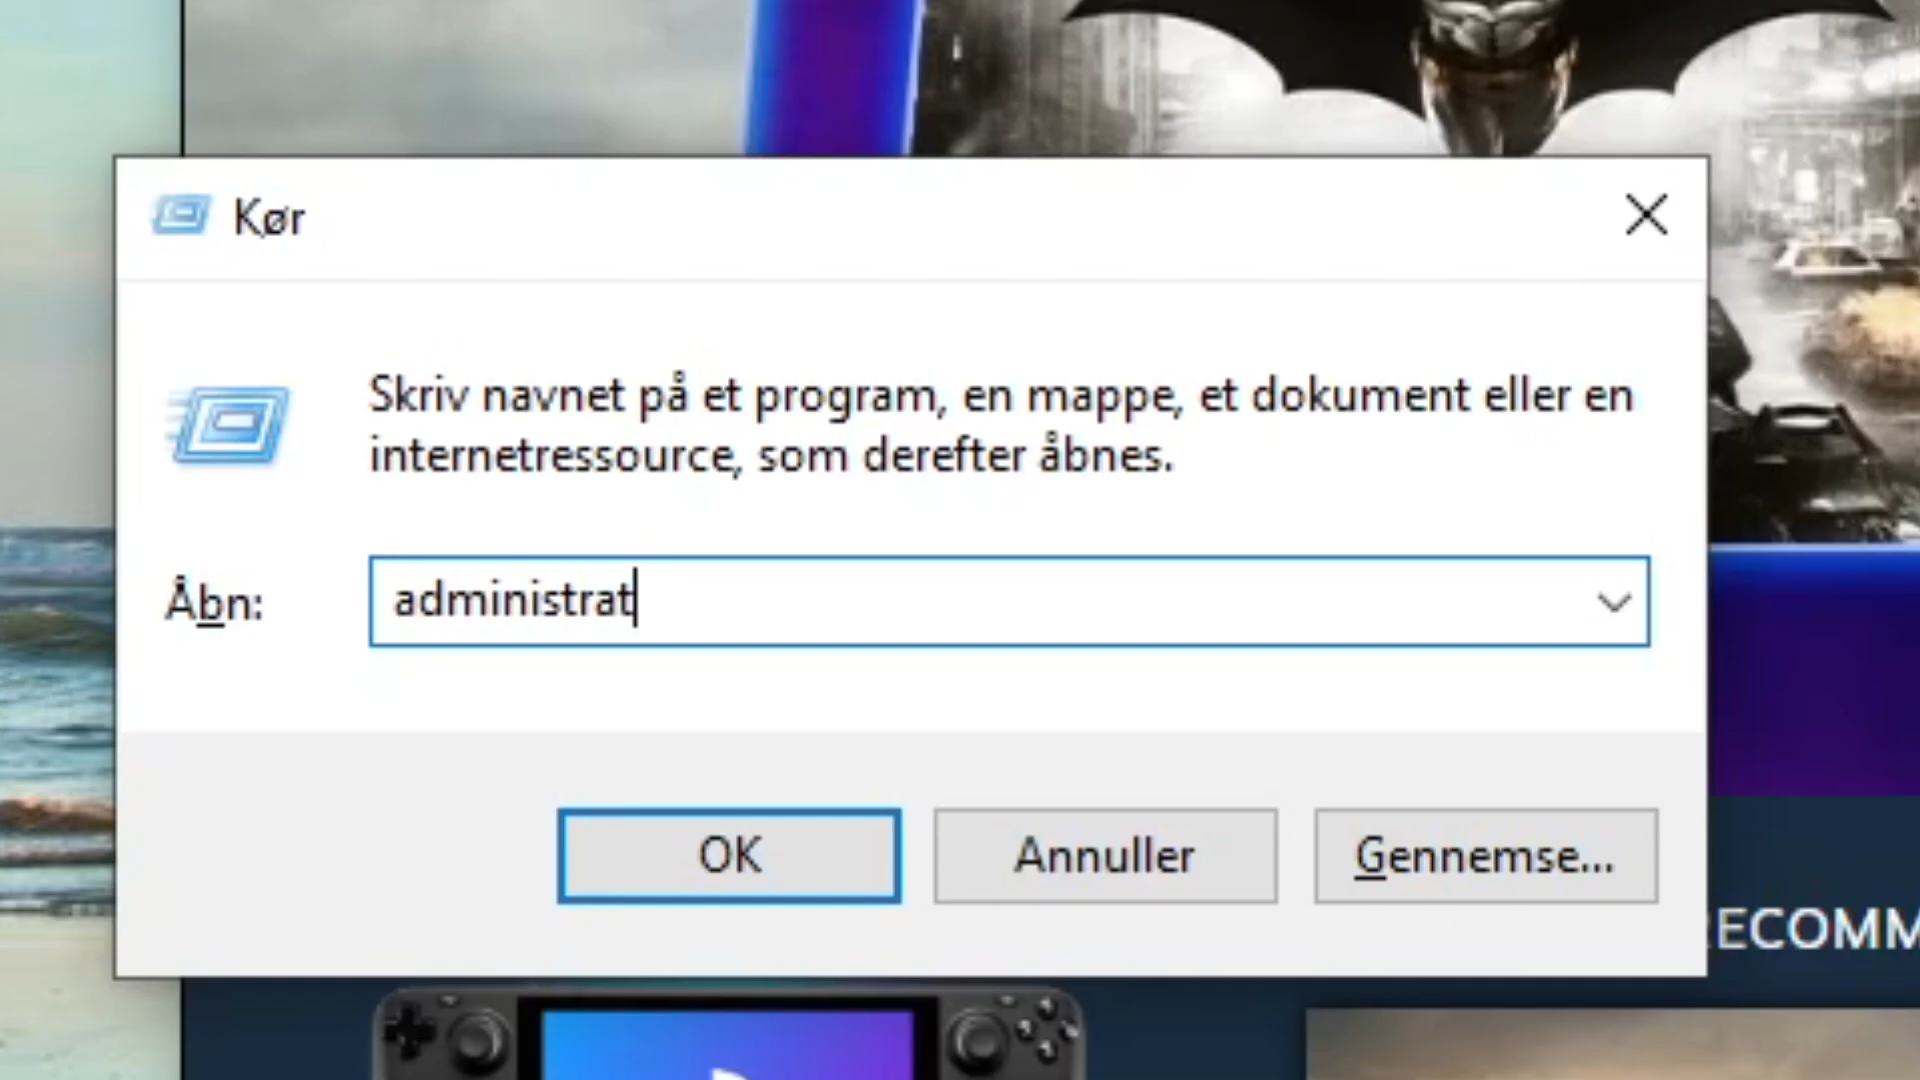 Kør
Skriv navnet på et program, en mappe, et dokument eller en
internetressource, som derefter åbnes.
Åbn:
administrat
OK
Annuller
Gennemse...
RECOMM